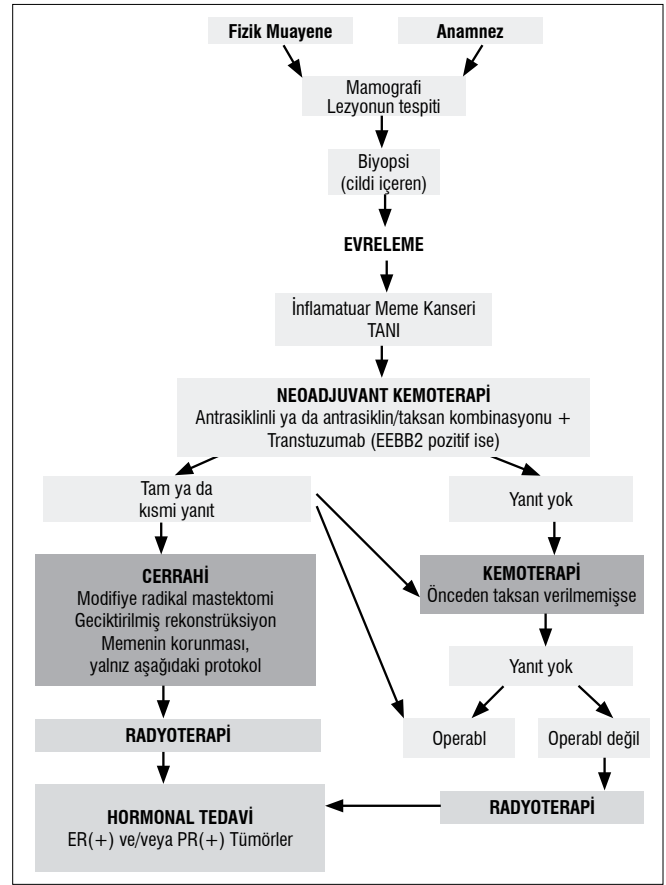 Fizik Muayene
Anamnez
Mamografi
Lezyonun tespiti
Biyopsi
(cildi içeren)
EVRELEME
İnflamatuar Meme Kanseri
TANI
NEOADJUVANT KEMOTERAPİ
Antrasiklinli ya da antrasiklin/taksan kombinasyonu +
Transtuzumab (EEBB2 pozitif ise)
Tam ya da
kısmi yanıt
Yanıt yok
CERRAHİ
Modifiye radikal mastektomi
Geciktirilmiş rekonstrüksiyon
Memenin korunması,
yalnız aşağıdaki protokol
KEMOTERAPİ
Önceden taksan verilmemişse
Yanıt yok
RADYOTERAPİ
Operabl
Operabl değil
HORMONAL TEDAVİ
ER(+) ve/veya PR(+) Tümörler
RADYOTERAPİ